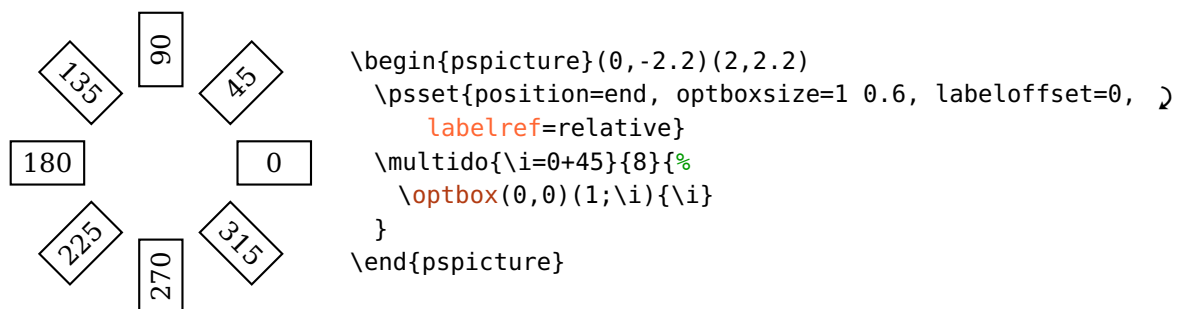 90
135
45
180
0
225
315
270
\begin{pspicture}(0,-2.2)(2,2.2)
\psset{position=end, optboxsize=1 0.6, labeloffset=0,
labelref=relative}
\multido{\i=0+45}{8}{%
\optbox(0,0)(1;\i){\i}
}
\end{pspicture}